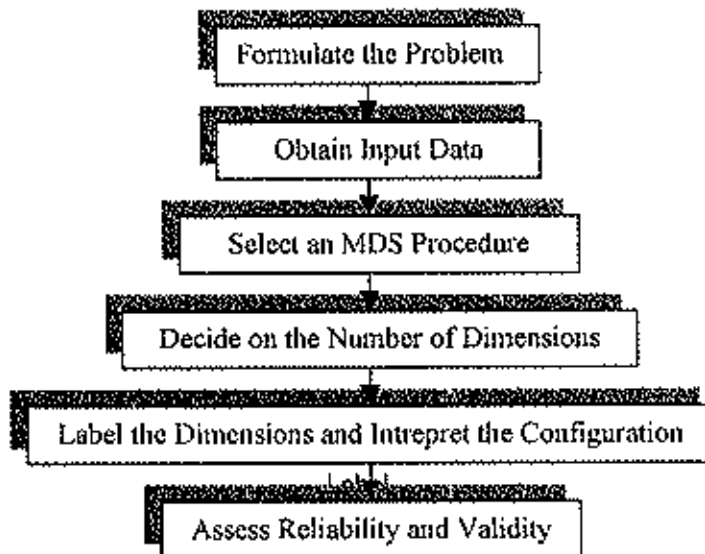 Formulate the Problem
Obtain Input Data
Select an MDS Procedure
Decide on the Number of Dimensions
Label the Dimensions and Intrepret the Configuration
Label
Assess Reliability and Validity